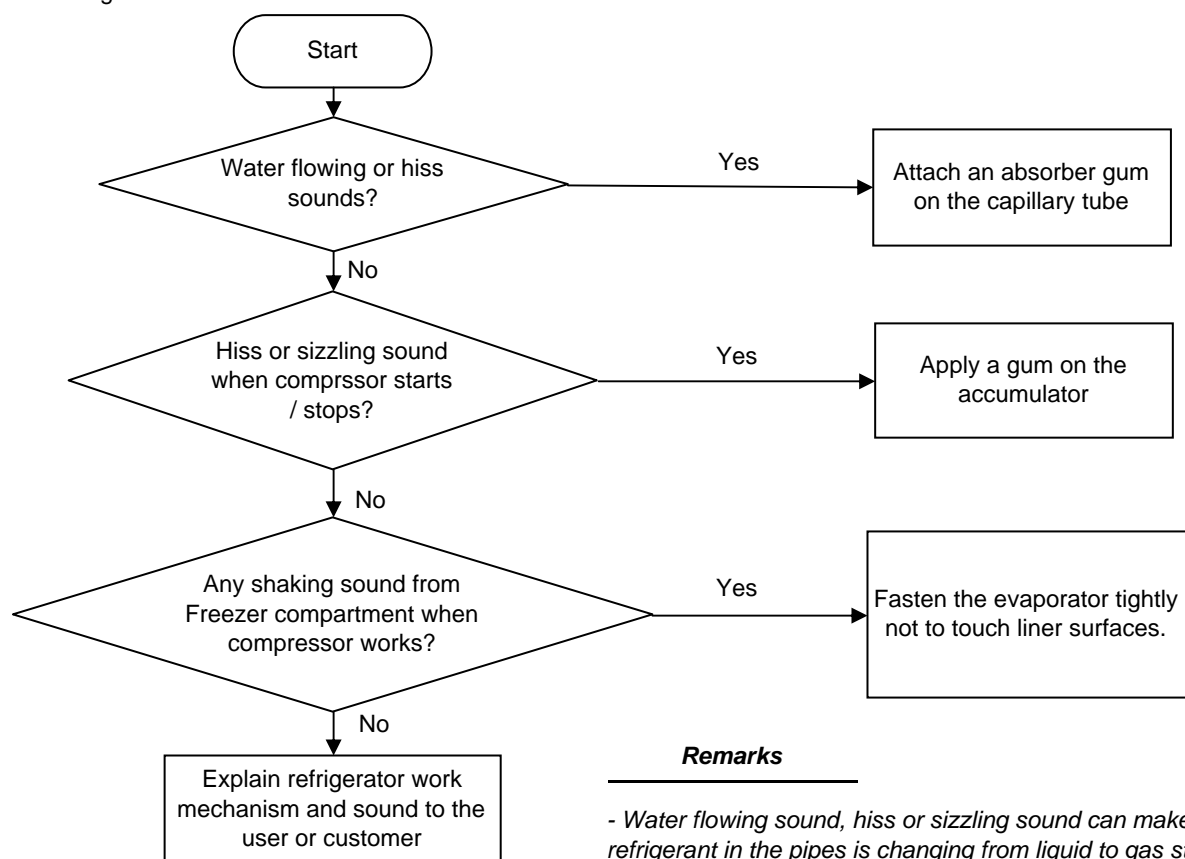 Start
Water flowing or hiss
sounds?
Yes
Attach an absorber gum
on the capillary tube
No
Hiss or sizzling sound
when comprssor starts
/ stops?
Yes
Apply a gum on the
accumulator
No
Any shaking sound from
Freezer compartment when
compressor works?
Yes
Fasten the evaporator tightly
not to touch liner surfaces.
No
Explain refrigerator work
mechanism and sound to the
user or customer
Remarks
- Water flowing sound, hiss or sizzling sound can make
refrigerant in the pipes is changing from liquid to gas